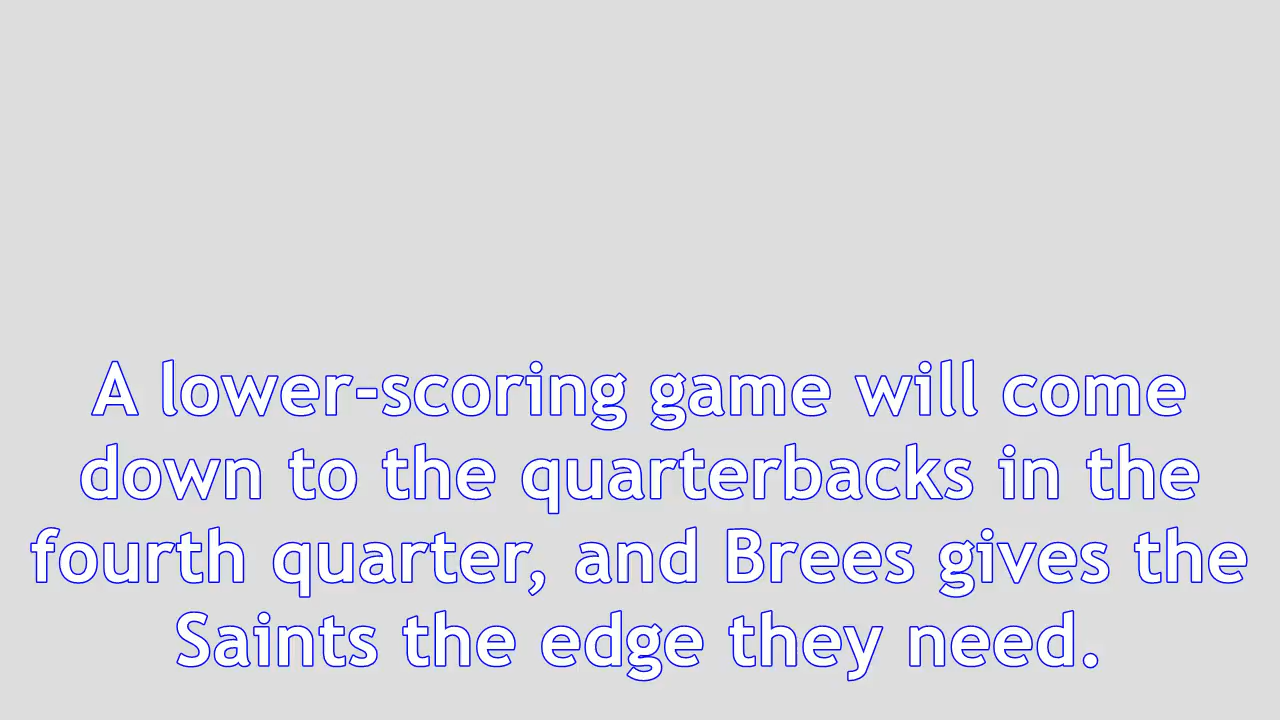 A lower-scoring game will come
down to the quarterbacks in the
fourth quarter, and Brees gives the
Saints the edge they need.